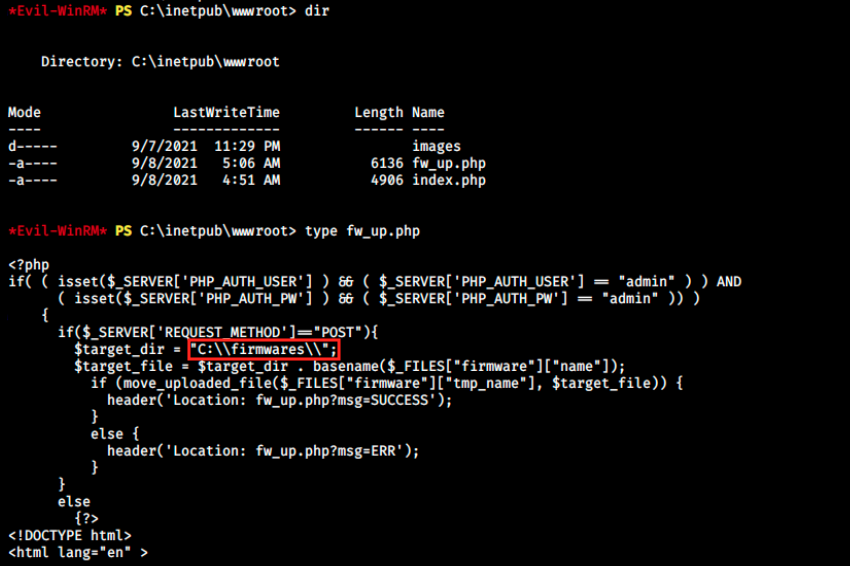 *Evil-WinRM* PS C:\inetpub\wwwroot> dir
Directory: C:\inetpub\wwwroot
Mode                LastWriteTime         Length Name
----                -------------         ------ ----
d-----         9/7/2021  11:29 PM                images
-a----         9/8/2021   5:06 AM           6136 fw_up.php
-a----         9/8/2021   4:51 AM           4906 index.php
*Evil-WinRM* PS C:\inetpub\wwwroot> type fw_up.php
<?php
if( ( isset($_SERVER['PHP_AUTH_USER'] ) && ( $_SERVER['PHP_AUTH_USER'] == "admin" ) ) AND
      ( isset($_SERVER['PHP_AUTH_PW'] ) && ( $_SERVER['PHP_AUTH_PW'] == "admin" )) )
    {
      if($_SERVER['REQUEST_METHOD']=="POST"){
        $target_dir = "C:\\firmwares\\";
        $target_file = $target_dir . basename($_FILES["firmware"]["name"]);
          if (move_uploaded_file($_FILES["firmware"]["tmp_name"], $target_file)) {
            header('Location: fw_up.php?msg=SUCCESS');
          }
          else {
            header('Location: fw_up.php?msg=ERR');
          }
      }
      else
        {?>
<!DOCTYPE html>
<html lang="en" >